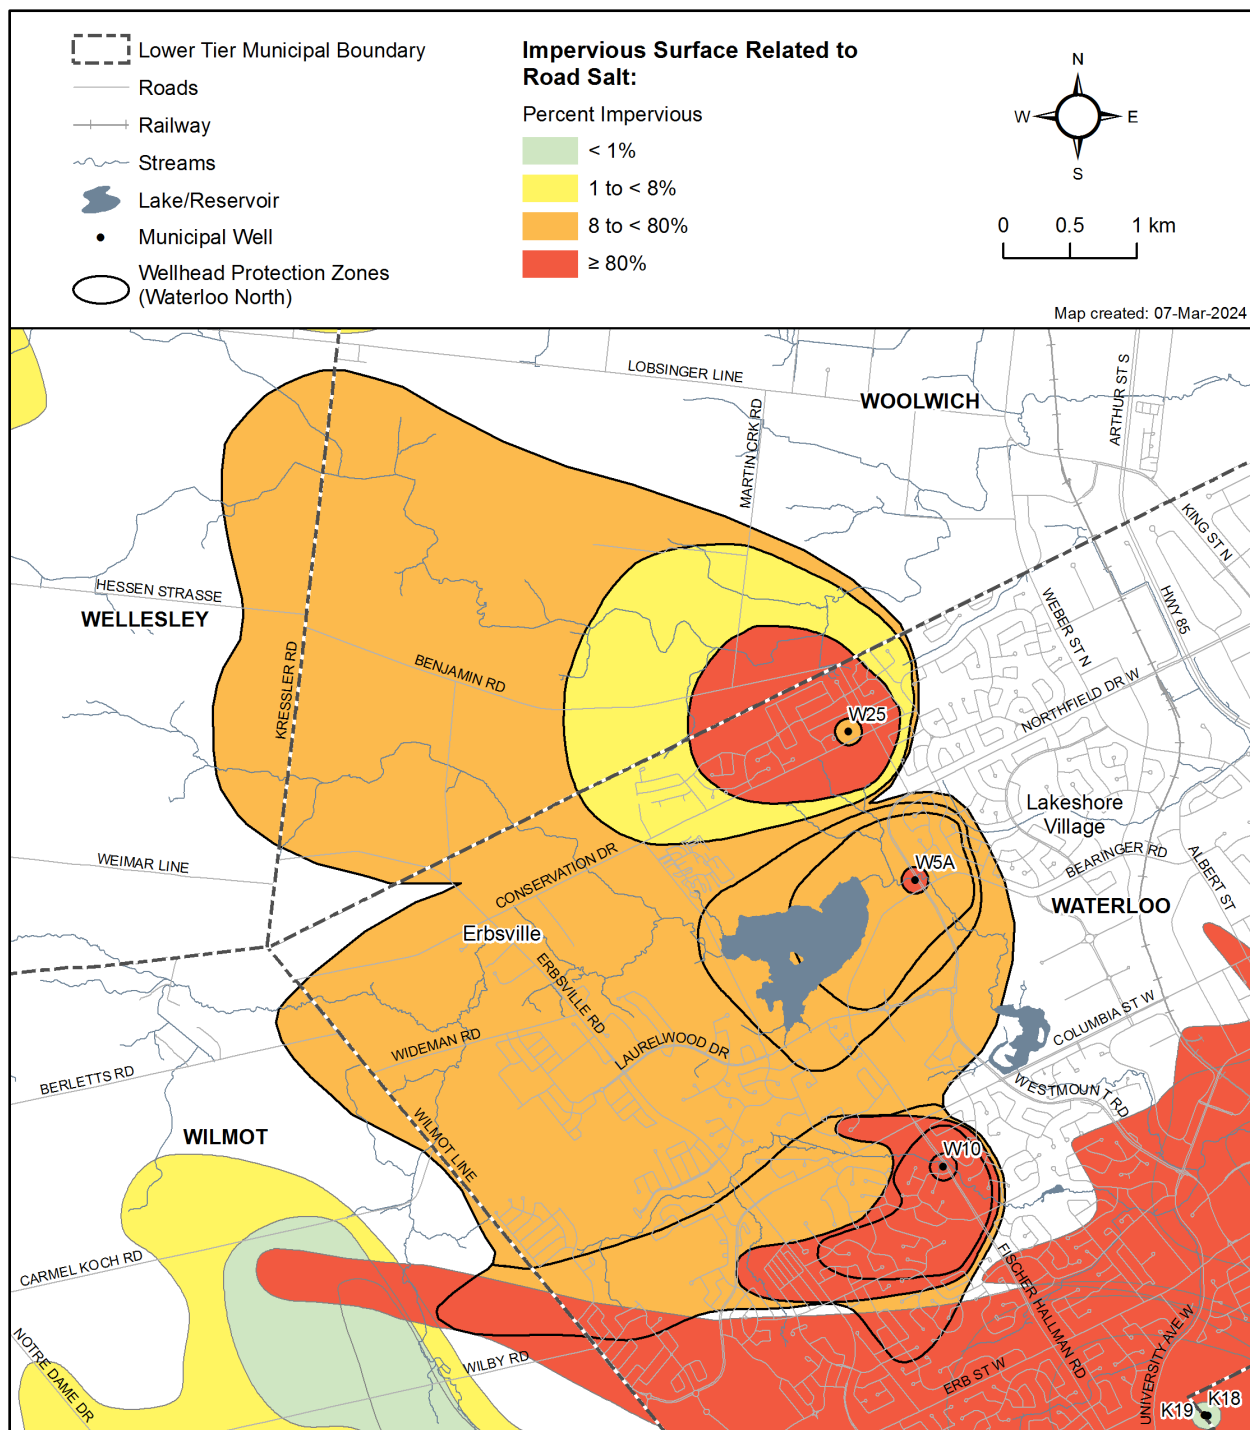 Lower Tier Municipal Boundary
Roads
Railway
Streams
Lake/Reservoir
Municipal Well
Wellhead Protection Zones
(Waterloo North)
Impervious Surface Related to
Road Salt:
Percent Impervious
< 1%
1 to < 8%
8 to < 80%
≥ 80%
N
W
E
S
0 0.5 1 km
Map created: 07-Mar-2024
LOBSINGER LINE
WOOLWICH
ARTHUR ST S
MARTIN CRK RD
KING ST N
HESSEN STRASSE
WELLESLEY
HWY 85
WEBER ST N
KRESSLER RD
BENJAMIN RD
NORTHFIELD DR W
W25
Lakeshore
Village
WEIMAR LINE
CONSERVATION DR
W5A
BEARINGER RD
ALBERT ST
WATERLOO
Erbsville
ERBSVILLE RD
WIDEMAN RD
LAURELWOOD DR
COLUMBIA ST W
BERLETTS RD
WESTMOUNT RD
WILMOT
WILMOT LINE
W10
CARMEL KOCH RD
FISCHER HALLMAN RD
NOTRE DAME DR
WILBY RD
ERB ST W
UNIVERSITY AVE W
K19
K18